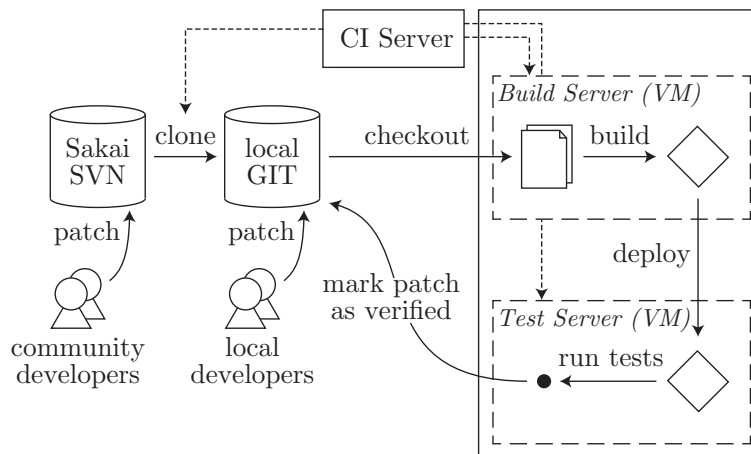 CI Server
Build Server (VM)
Sakai
SVN
clone
local
GIT
checkout
build
patch
patch
deploy
mark patch
as verified
Test Server (VM)
community
developers
local
developers
run tests